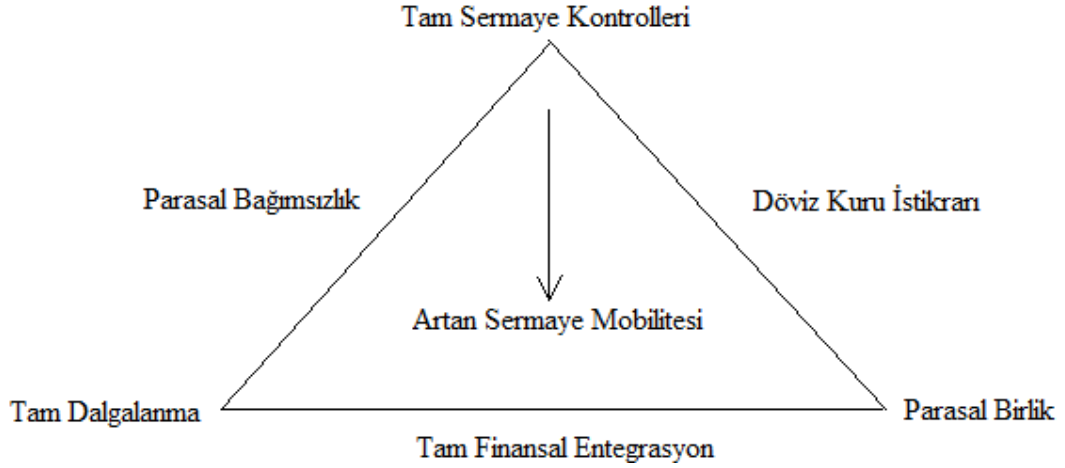 Tam Sermaye Kontrolleri
Parasal Bağımsızlık
Döviz Kuru İstikrarı
Artan Sermaye Mobilitesi
Tam Dalgalanma
Parasal Birlik
Tam Finansal Entegrasyon